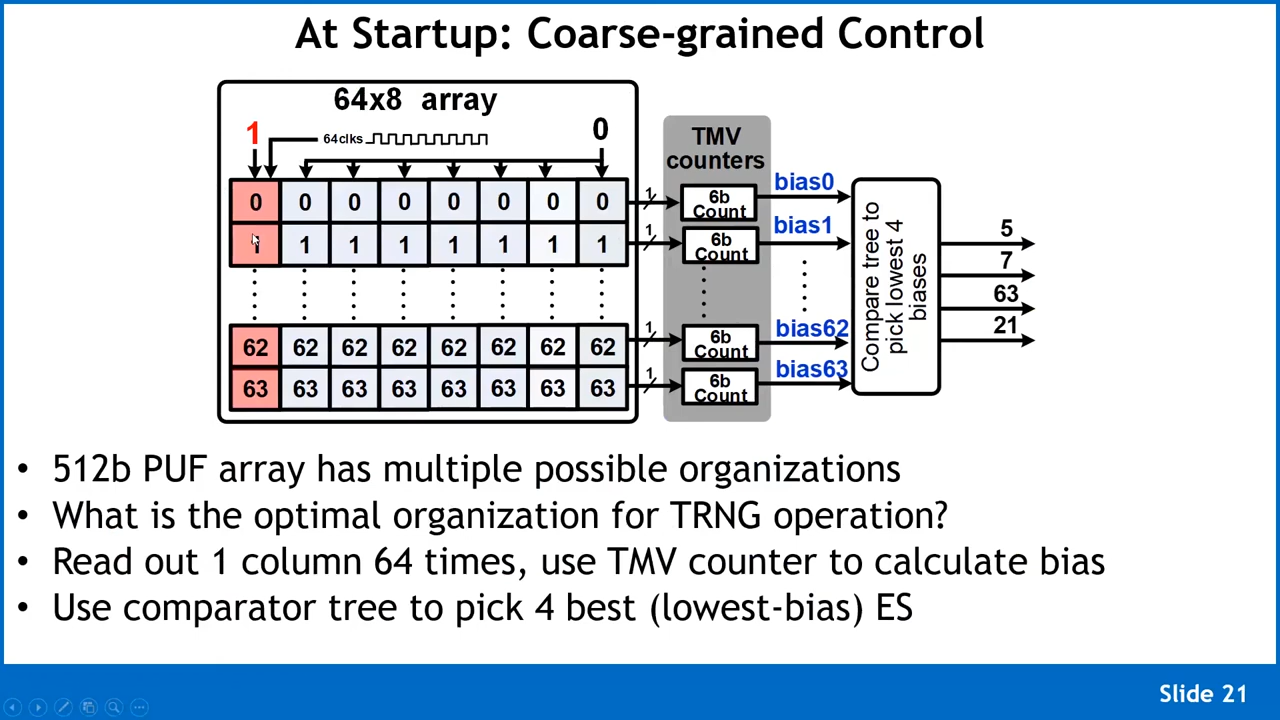 At Startup: Coarse-grained Control
64x8 array
1
64clks
0
TMV
counters
0 0 0 0 0 0 0 0
1
6b
Count
bias0
1 1 1 1 1 1 1 1
1
6b
Count
bias1
62 62 62 62 62 62 62 62
1
6b
Count
bias62
63 63 63 63 63 63 63 63
1
6b
Count
bias63
Compare tree to
pick lowest 4
biases
5
7
63
21
• 512b PUF array has multiple possible organizations
• What is the optimal organization for TRNG operation?
• Read out 1 column 64 times, use TMV counter to calculate bias
• Use comparator tree to pick 4 best (lowest-bias) ES
Slide 21